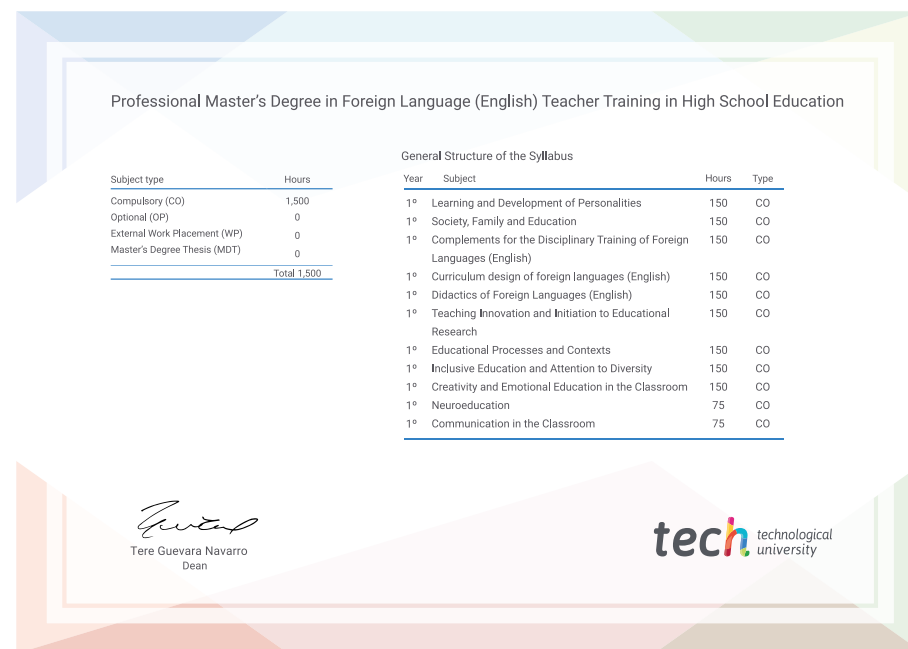 Professional Master's Degree in Foreign Language (English) Teacher Training in High School Education
Subject type Hours
Compulsory (CO) 1,500
Optional (OP) 0
External Work Placement (WP) 0
Master's Degree Thesis (MDT) 0
Total 1,500
General Structure of the Syllabus
Year Subject Hours Type
1º Learning and Development of Personalities 150 CO
1º Society, Family and Education 150 CO
1º Complements for the Disciplinary Training of Foreign 150 CO
Languages (English)
1º Curriculum design of foreign languages (English) 150 CO
1º Didactics of Foreign Languages (English) 150 CO
1º Teaching Innovation and Initiation to Educational 150 CO
Research
1º Educational Processes and Contexts 150 CO
1º Inclusive Education and Attention to Diversity 150 CO
1º Creativity and Emotional Education in the Classroom 150 CO
1º Neuroeducation 75 CO
1º Communication in the Classroom 75 CO
Tere Guevara Navarro
Dean
tech technological
university